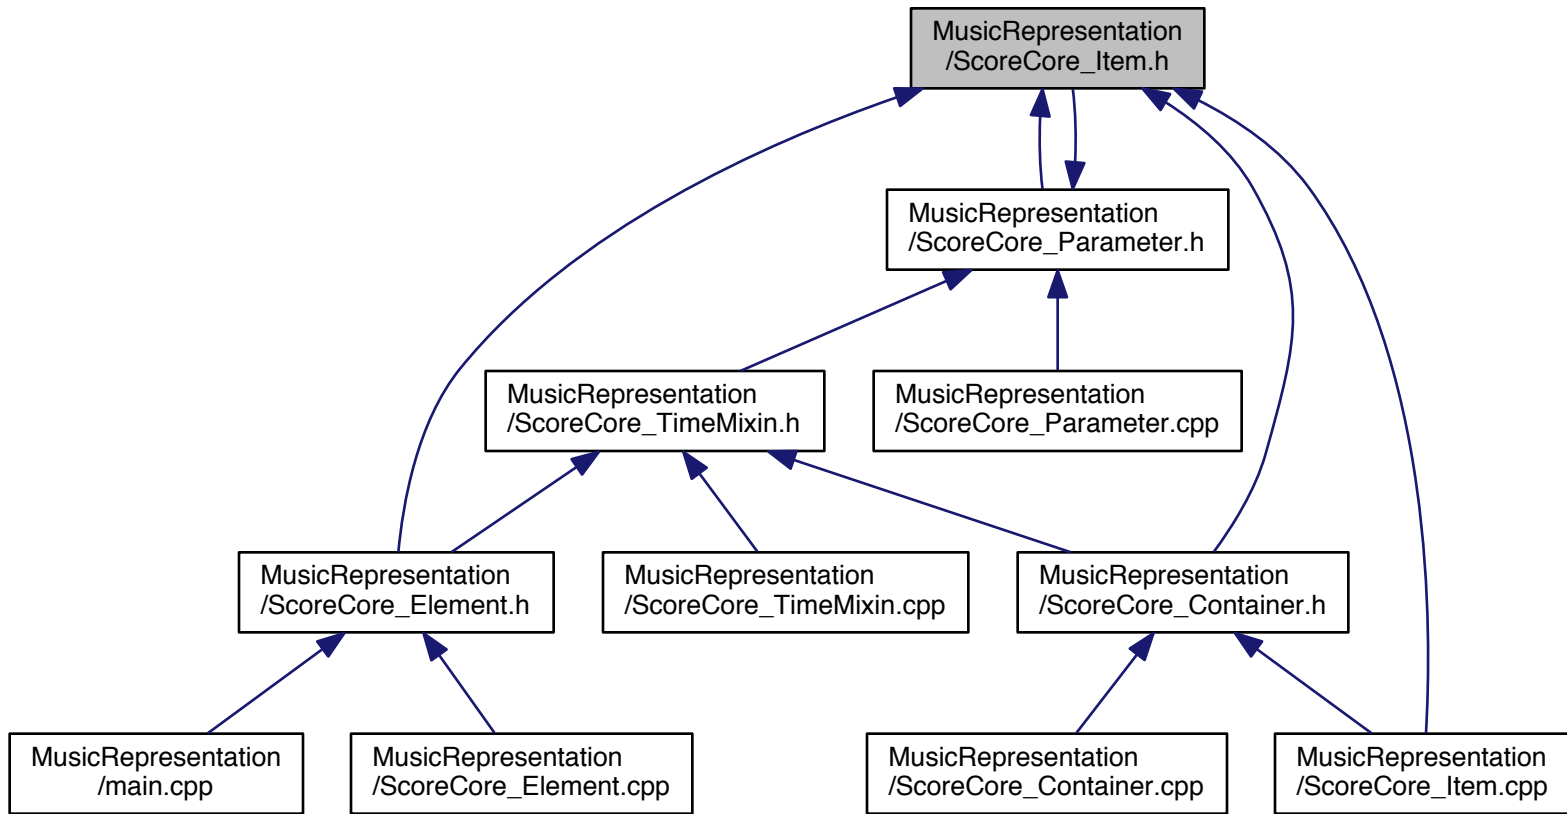 MusicRepresentation
/ScoreCore_Item.h
MusicRepresentation
/ScoreCore_Parameter.h
MusicRepresentation
/ScoreCore_TimeMixin.h
MusicRepresentation
/ScoreCore_Parameter.cpp
MusicRepresentation
/ScoreCore_Element.h
MusicRepresentation
/ScoreCore_TimeMixin.cpp
MusicRepresentation
/ScoreCore_Container.h
MusicRepresentation
/main.cpp
MusicRepresentation
/ScoreCore_Element.cpp
MusicRepresentation
/ScoreCore_Container.cpp
MusicRepresentation
/ScoreCore_Item.cpp